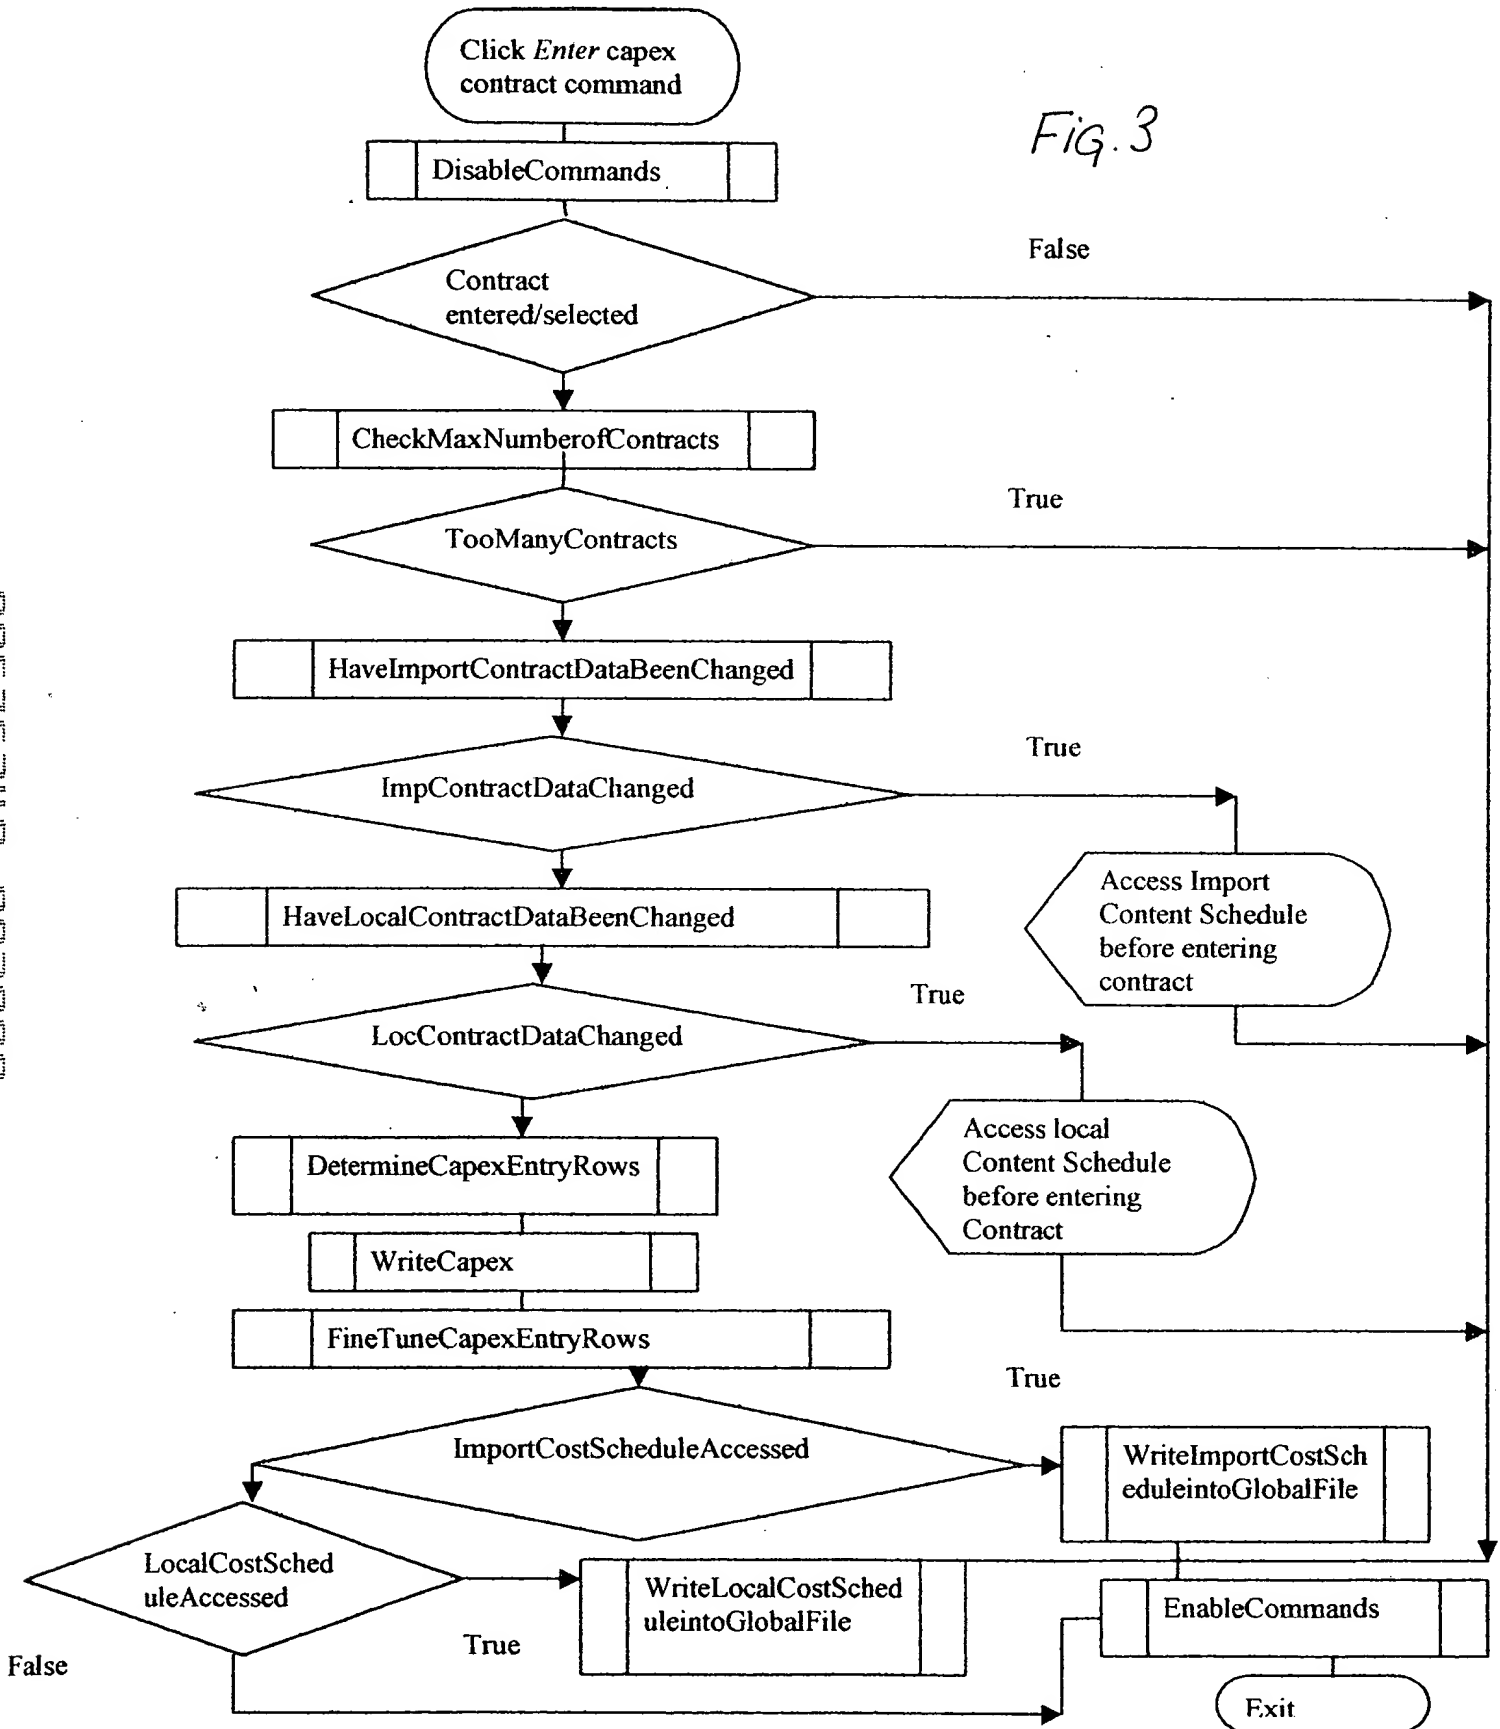 Click Enter capex
contract command
Fig. 3
DisableCommands
False
Contract
entered/selected
CheckMaxNumberofContracts
True
TooManyContracts
HaveImportContractDataBeenChanged
True
ImpContractDataChanged
Access Import
Content Schedule
before entering
contract
HaveLocalContractDataBeenChanged
True
LocContractDataChanged
Access local
Content Schedule
before entering
Contract
DetermineCapexEntryRows
WriteCapex
FineTuneCapexEntryRows
True
ImportCostScheduleAccessed
WriteImportCostSch
eduleintoGlobalFile
LocalCostSched
uleAccessed
WriteLocalCostSched
uleintoGlobalFile
EnableCommands
True
False
Exit